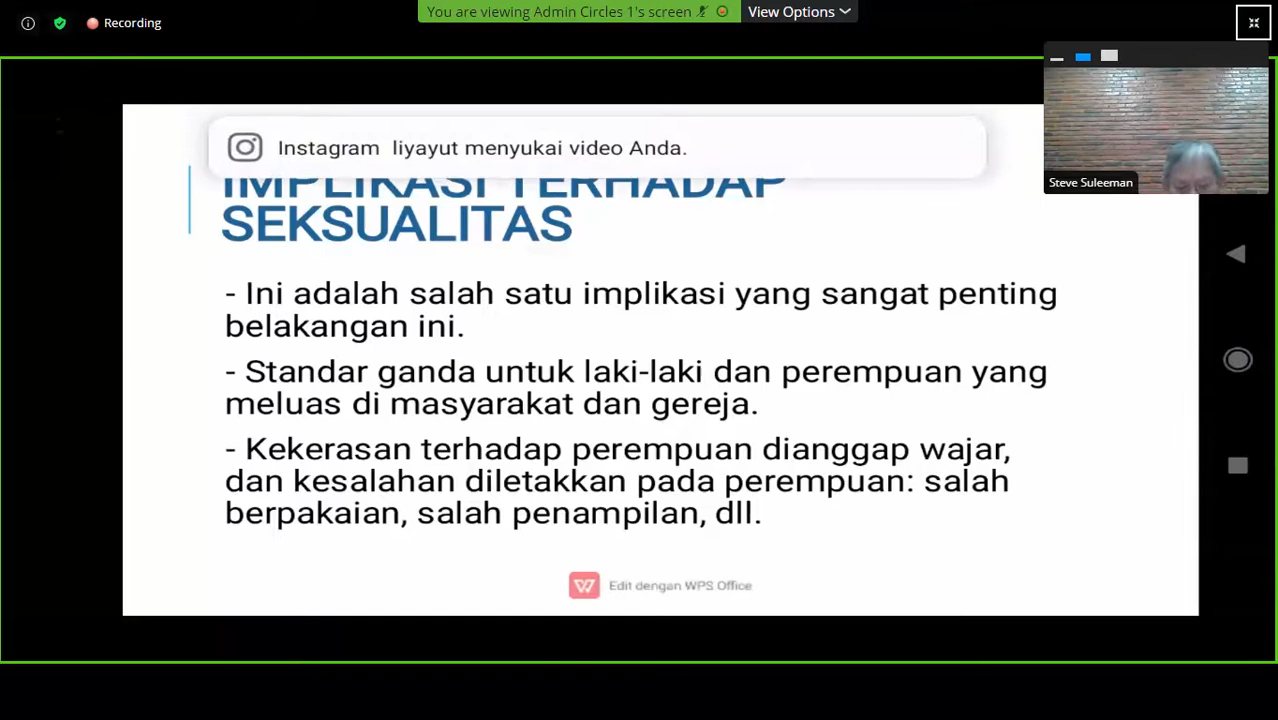 You are viewing Admin Circles 1's screen
View Options
Recording
Steve Suleeman
Instagram liyayut menyukai video Anda.
IMPLIKASI TERHADAP
SEKSUALITAS
- Ini adalah salah satu implikasi yang sangat penting
belakangan ini.
- Standar ganda untuk laki-laki dan perempuan yang
meluas di masyarakat dan gereja.
- Kekerasan terhadap perempuan dianggap wajar,
dan kesalahan diletakkan pada perempuan: salah
berpakaian, salah penampilan, dll.
Edit dengan WPS Office